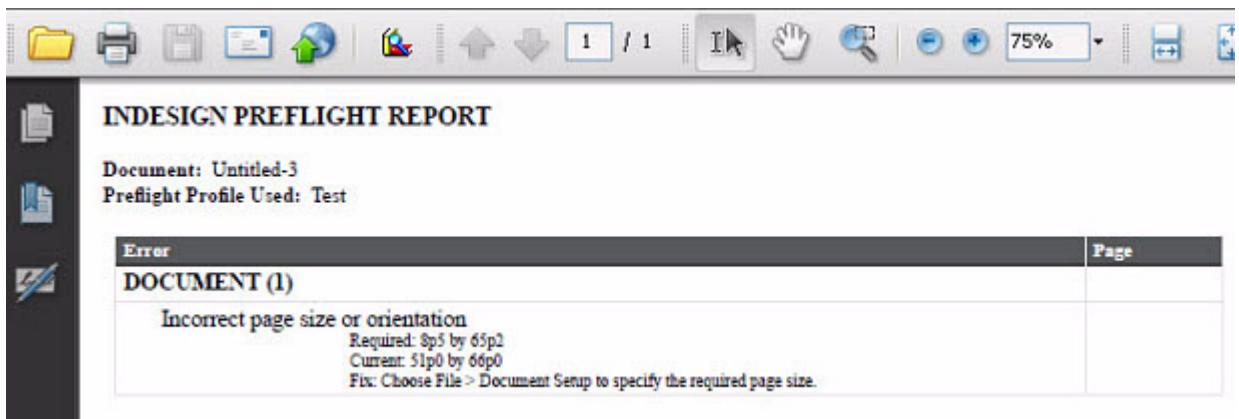 1 / 1 75%
INDESIGN PREFLIGHT REPORT
Document: Untitled-3
Preflight Profile Used: Test
Error Page
DOCUMENT (1)
Incorrect page size or orientation
Required: 8p5 by 65p2
Current: 51p0 by 66p0
Fix: Choose File > Document Setup to specify the required page size.